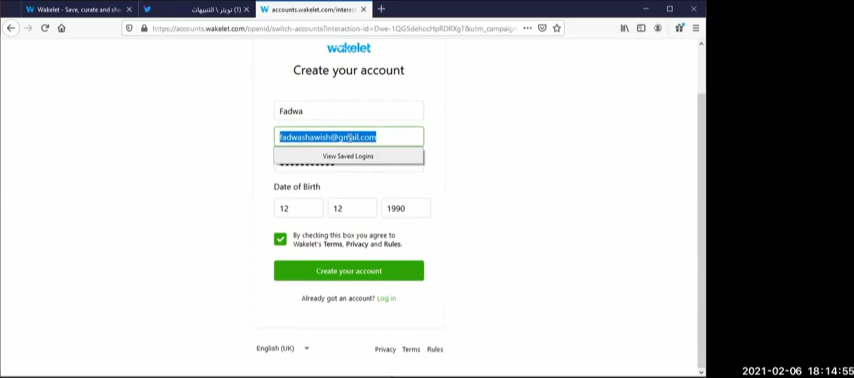 Wakelet - Save, curate and sha
(1) تويتر \ التنبيهات
accounts.wakelet.com/interac
https://accounts.wakelet.com/openid/switch-accounts?interaction-id=Owe-1QG5dehocHpRDRXgT&utm_campaig
wakelet
Create your account
Fadwa
fadwashawish@gmail.com
View Saved Logins
Date of Birth
12
12
1990
By checking this box you agree to
Wakelet's Terms, Privacy and Rules.
Create your account
Already got an account? Log in
English (UK)
Privacy Terms Rules
2021-02-06 18:14:55